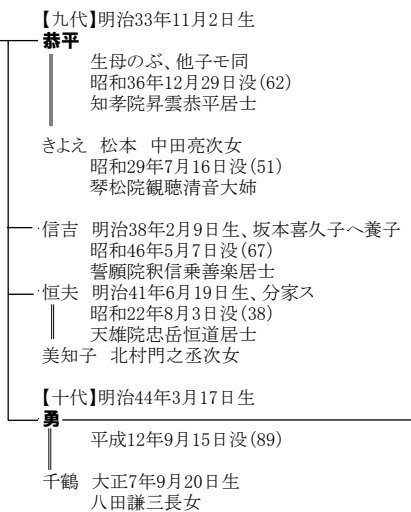 【九代】明治33年11月2日生
恭平
生母のぶ、他子モ同
昭和36年12月29日没(62)
知孝院昇雲恭平居士
きよえ 松本 中田亮次女
昭和29年7月16日没(51)
琴松院観聴清音大姉
信吉 明治38年2月9日生、坂本喜久子へ養子
昭和46年5月7日没(67)
誓願院釈信乗善楽居士
恒夫 明治41年6月19日生、分家ス
昭和22年8月3日没(38)
天雄院忠岳恒道居士
美知子 北村門之丞次女
【十代】明治44年3月17日生
勇
平成12年9月15日没(89)
千鶴 大正7年9月20日生
八田謙三長女